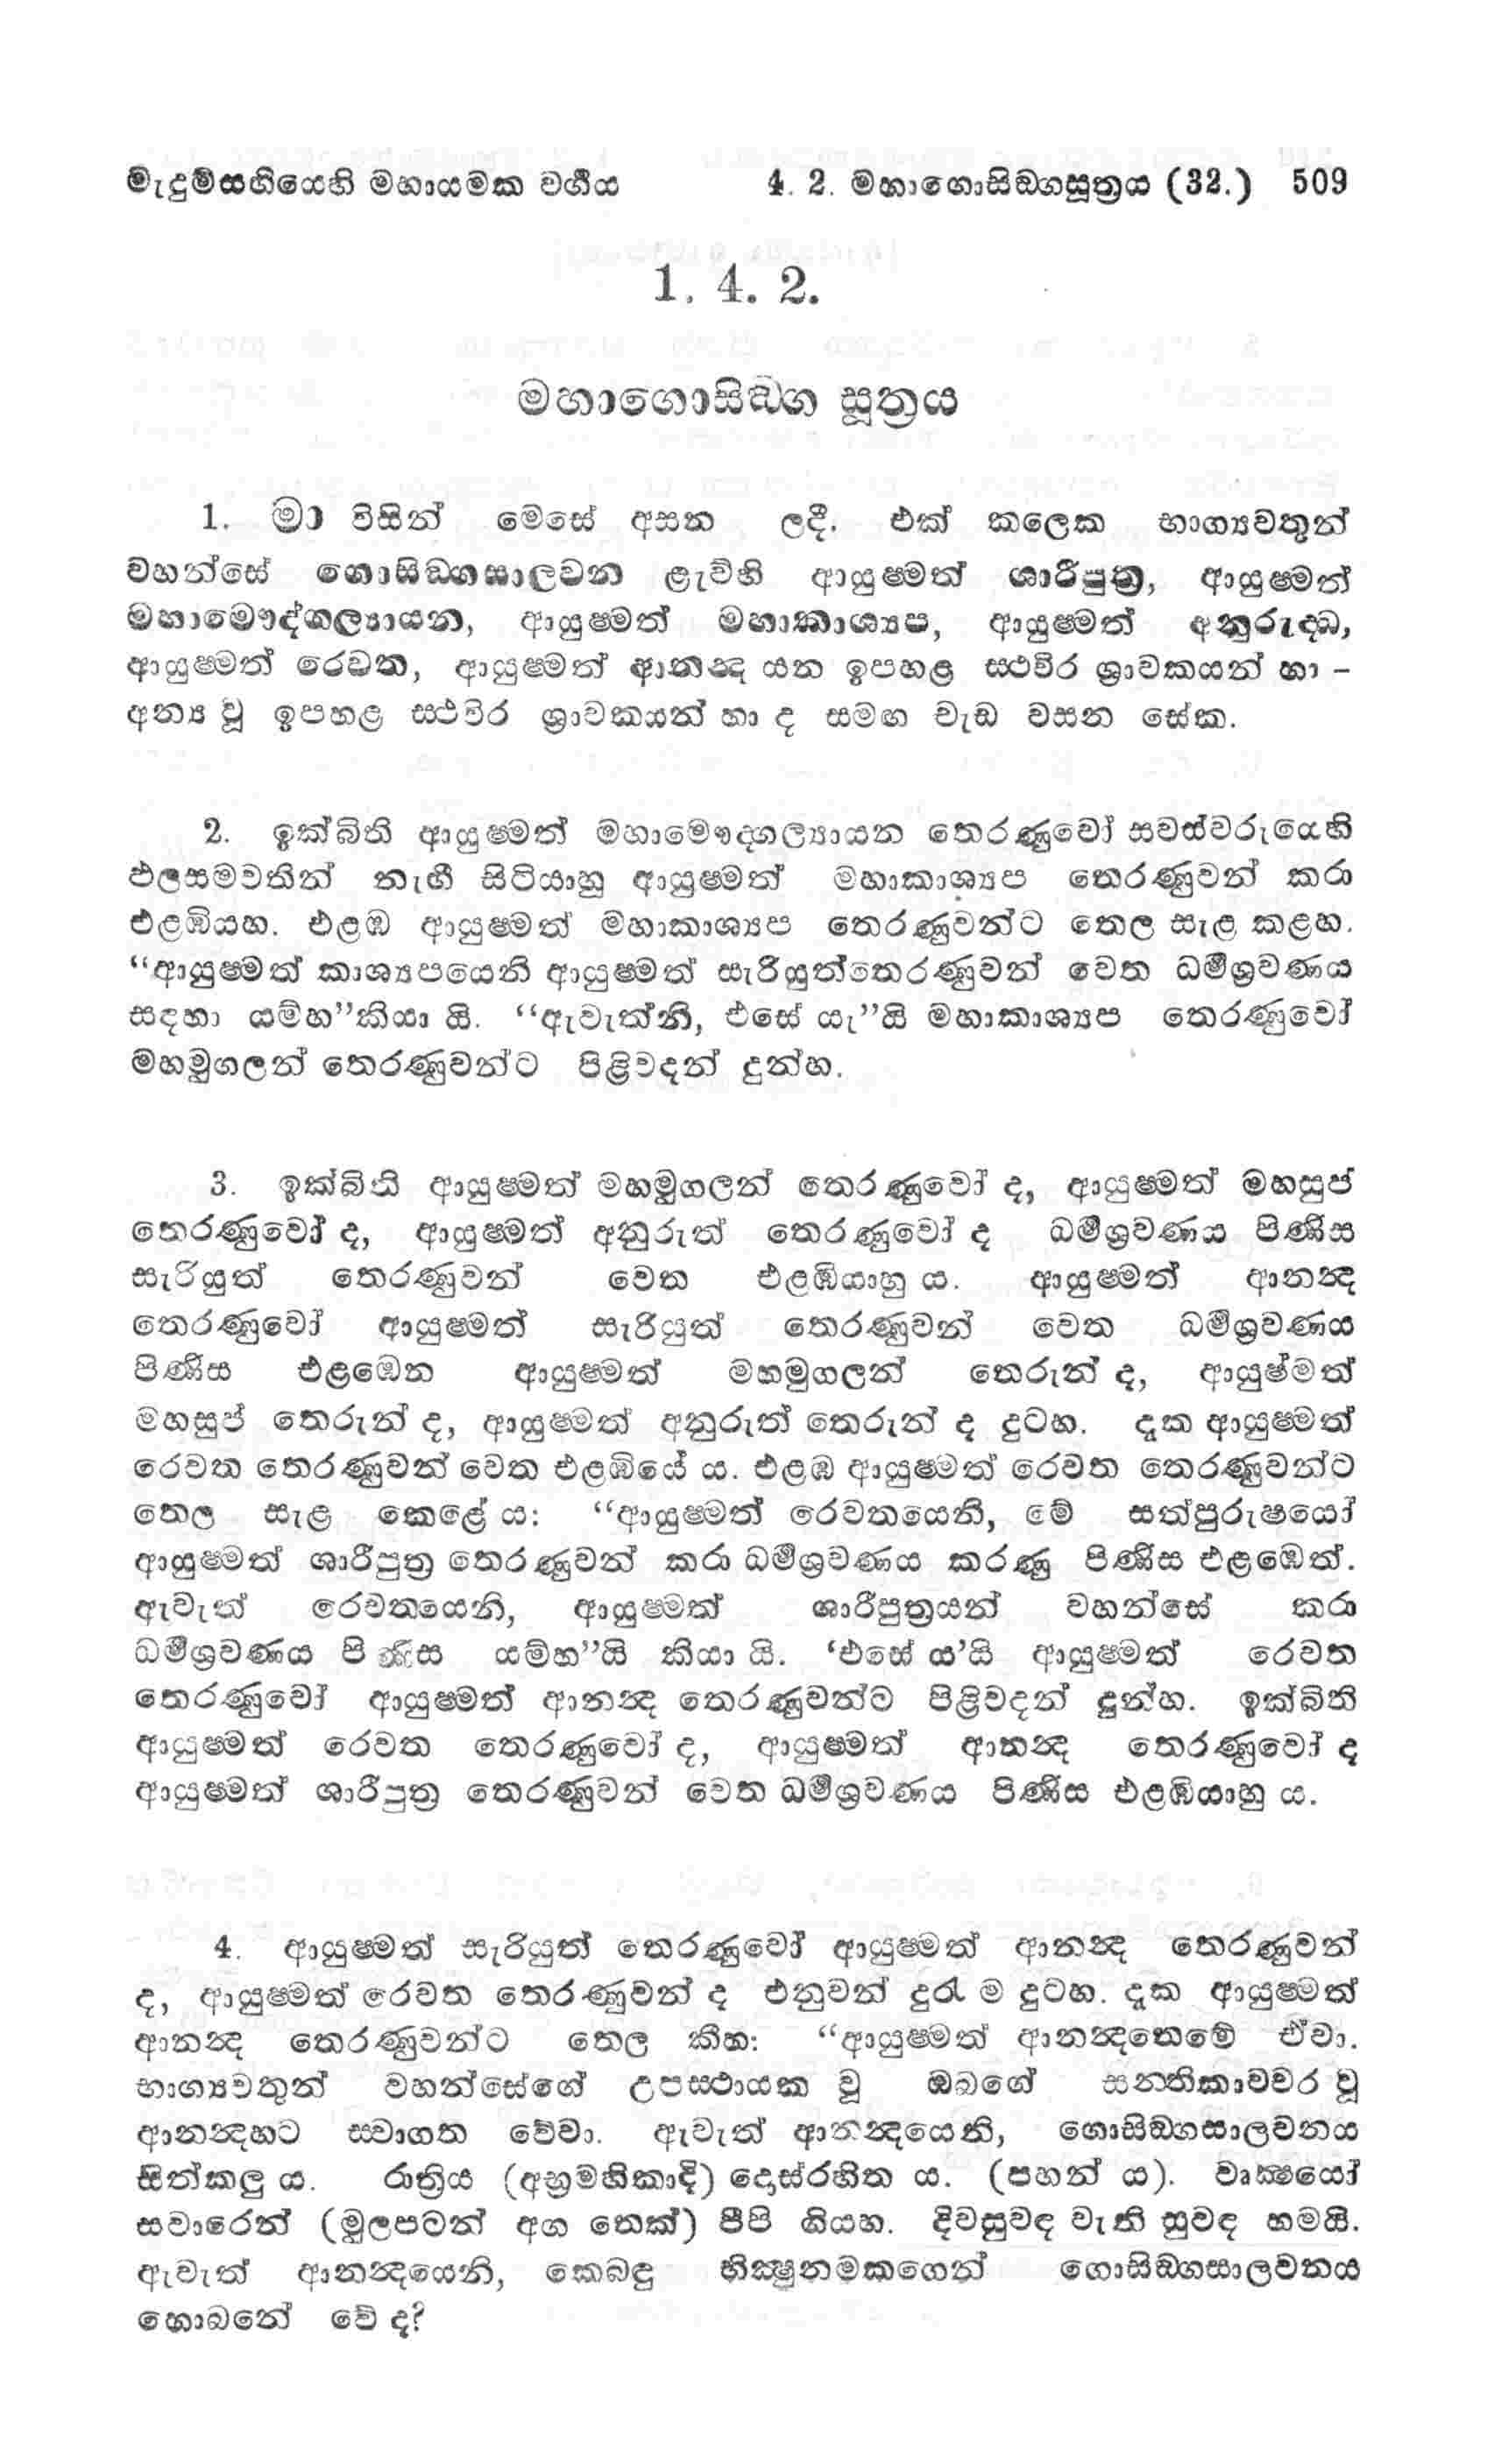 මැදුම්සඟියෙහි මහායමක වර්‍ගය 4. 2. මහාගොසිඞ්ගසූත්‍රය (32.) 509
1. 4. 2.
මහාගොසිඞ්ග සූත්‍රය
1. මා විසින් මෙසේ අසන ලදී. එක් කලෙක භාග්‍යවතුන්
වහන්සේ ගොසිඞ්ගසාලවන ළැව්හි ආයුෂ්මත් ශාරීපුත්‍ර, ආයුෂ්මත්
මහාමෞද්ගල්‍යායන, ආයුෂ්මත් මහාකාශ්‍යප, ආයුෂ්මත් අනුරුද්ධ,
ආයුෂ්මත් රෙවත, ආයුෂ්මත් ආනන්‍ද යන ඉපහළ ස්ථවිර ශ්‍රාවකයන් හා -
අන්‍ය වූ ඉපහළ ස්ථවිර ශ්‍රාවකයන් හා ද සමඟ වැඩ වසන සේක.
2. ඉක්බිති ආයුෂ්මත් මහාමෞද්ගල්‍යායන තෙරණුවෝ සවස්වරුයෙහි
ඵලසමවතින් නැඟී සිටියාහු ආයුෂ්මත් මහාකාශ්‍යප තෙරණුවන් කරා
එළඹියහ. එළඹ ආයුෂ්මත් මහාකාශ්‍යප තෙරණුවන්ට තෙල සැළ කළහ.
“ආයුෂ්මත් කාශ්‍යපයෙනි ආයුෂ්මත් සැරියුත්තෙරණුවන් වෙත ධර්‍මශ්‍රවණය
සඳහා යම්හ”කියා යි. “ඇවැත්නි, එසේ යැ”යි මහාකාශ්‍යප තෙරණුවෝ
මහමුගලන් තෙරණුවන්ට පිළිවදන් දුන්හ.
3. ඉක්බිති ආයුෂ්මත් මහමුගලන් තෙරණුවෝ ද, ආයුෂ්මත් මහසුප්
තෙරණුවෝ ද, ආයුෂ්මත් අනුරුත් තෙරණුවෝ ද ධර්‍මශ්‍රවණය පිණිස
සැරියුත් තෙරණුවන් වෙත එළඹියාහු ය. ආයුෂ්මත් ආනන්‍ද
තෙරණුවෝ ආයුෂ්මත් සැරියුත් තෙරණුවන් වෙත ධර්‍මශ්‍රවණය
පිණිස එළඹෙන ආයුෂ්මත් මහමුගලන් තෙරුන් ද, ආයුෂ්මත්
මහසුප් තෙරුන් ද, ආයුෂ්මත් අනුරුත් තෙරුන් ද දුටහ. දැක ආයුෂ්මත්
රෙවත තෙරණුවන් වෙත එළඹියේ ය. එළඹ ආයුෂ්මත් රෙවත තෙරණුවන්ට
තෙල සැළ කෙළේ ය: “ආයුෂ්මත් රෙවතයෙනි, මේ සත්පුරුෂයෝ
ආයුෂ්මත් ශාරීපුත්‍ර තෙරණුවන් කරා ධර්‍මශ්‍රවණය කරණු පිණිස එළඹෙත්.
ඇවැත් රෙවතයෙනි, ආයුෂ්මත් ශාරීපුත්‍රයන් වහන්සේ කරා
ධර්‍මශ්‍රවණය පිණිස යම්හ”යි කියා යි. ‘එසේ ය’යි ආයුෂ්මත් රෙවත
තෙරණුවෝ ආයුෂ්මත් ආනන්‍ද තෙරණුවන්ට පිළිවදන් දුන්හ. ඉක්බිති
ආයුෂ්මත් රෙවත තෙරණුවෝ ද, ආයුෂ්මත් ආනන්‍ද තෙරණුවෝ ද
ආයුෂ්මත් ශාරීපුත්‍ර තෙරණුවන් වෙත ධර්‍මශ්‍රවණය පිණිස එළඹියාහු ය.
4. ආයුෂ්මත් සැරියුත් තෙරණුවෝ ආයුෂ්මත් ආනන්‍ද තෙරණුවන්
ද, ආයුෂ්මත් රෙවත තෙරණුවන් ද එනුවන් දුරැ ම දුටහ. දැක ආයුෂ්මත්
ආනන්‍ද තෙරණුවන්ට තෙල කීහ: “ආයුෂ්මත් ආනන්‍දතෙමේ ඒවා.
භාග්‍යවතුන් වහන්සේගේ උපස්ථායක වූ ඔබගේ සන්තිකාවචර වූ
ආනන්‍දහට ස්වාගත වේවා. ඇවැත් ආනන්‍දයෙනි, ගොසිඞ්ගසාලවනය
සිත්කලු ය. රාත්‍රිය (අභ්‍රමහිකාදි) දොස්රහිත ය. (පහන් ය). වෘක්‍ෂයෝ
සවාරෙන් (මුලපටන් අග තෙක්) පීපි ගියහ. දිවසුවඳ වැනි සුවඳ හමයි.
ඇවැත් ආනන්‍දයෙනි, කෙබඳු භික්‍ෂුනමකගෙන් ගොසිඞ්ගසාලවනය
හොබනේ වේ ද?